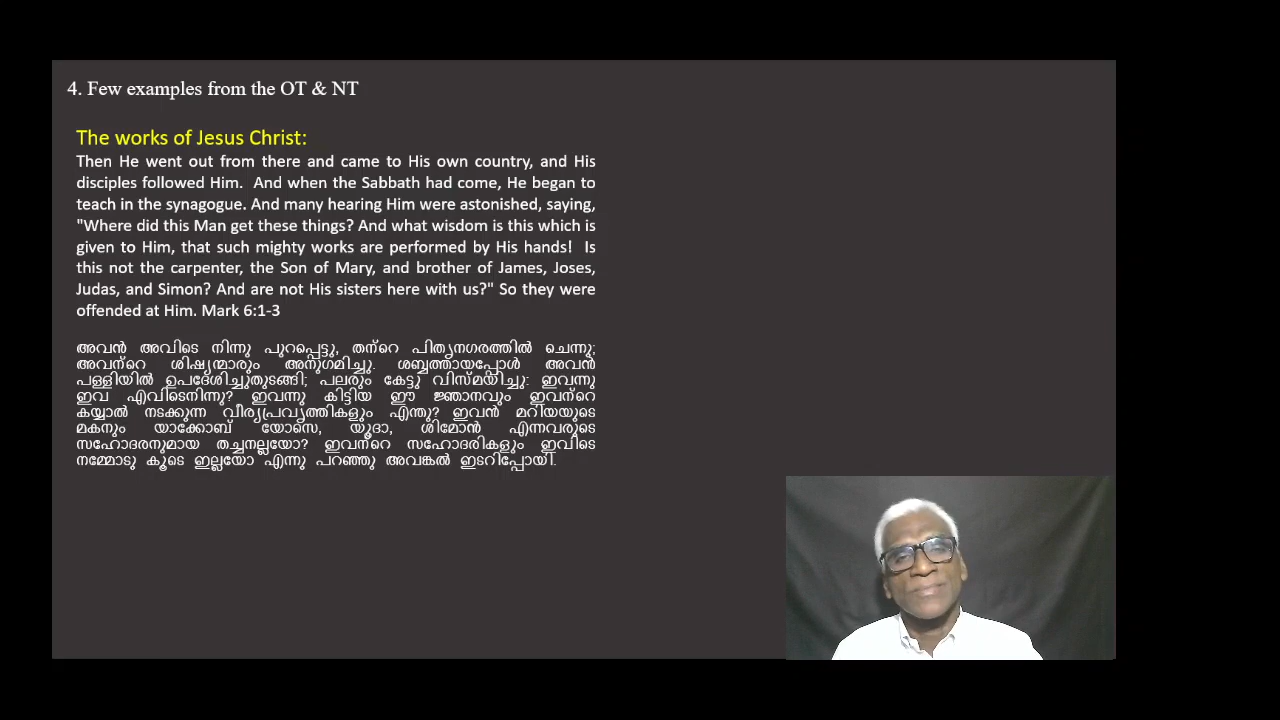 4. Few examples from the OT & NT
The works of Jesus Christ:
Then He went out from there and came to His own country, and His
disciples followed Him.  And when the Sabbath had come, He began to
teach in the synagogue. And many hearing Him were astonished, saying,
"Where did this Man get these things? And what wisdom is this which is
given to Him, that such mighty works are performed by His hands!  Is
this not the carpenter, the Son of Mary, and brother of James, Joses,
Judas, and Simon? And are not His sisters here with us?" So they were
offended at Him. Mark 6:1-3
അവൻ അവിടെ നിന്നു പുറപ്പെട്ടു, തന്റെ പിതൃനഗരത്തിൽ ചെന്നു;
അവന്റെ ശിഷ്യന്മാരും അനുഗമിച്ചു. ശബ്ബത്തായപ്പോൾ അവൻ
പള്ളിയിൽ ഉപദേശിച്ചുതുടങ്ങി; പലരും കേട്ടു വിസ്മയിച്ചു: ഇവന്നു
ഇവ എവിടെനിന്നു? ഇവന്നു കിട്ടിയ ഈ ജ്ഞാനവും ഇവന്റെ
കയ്യാൽ നടക്കുന്ന വീര്യപ്രവൃത്തികളും എന്തു? ഇവൻ മറിയയുടെ
മകനും യാക്കോബ് യോസെ, യൂദാ, ശിമോൻ എന്നവരുടെ
സഹോദരനുമായ തച്ചനല്ലയോ? ഇവന്റെ സഹോദരികളും ഇവിടെ
നമ്മോടു കൂടെ ഇല്ലയോ എന്നു പറഞ്ഞു അവങ്കൽ ഇടറിപ്പോയി.